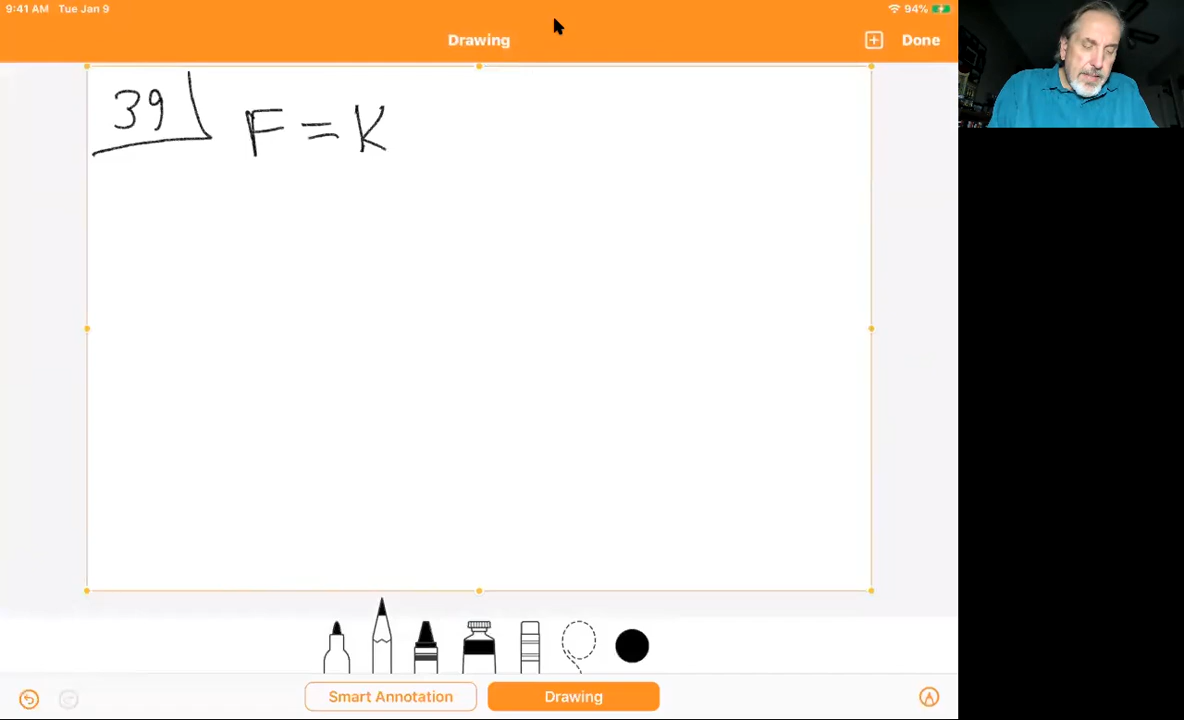 9:41 AM Tue Jan 9 94%
Drawing Done
39 F = K
Smart Annotation Drawing